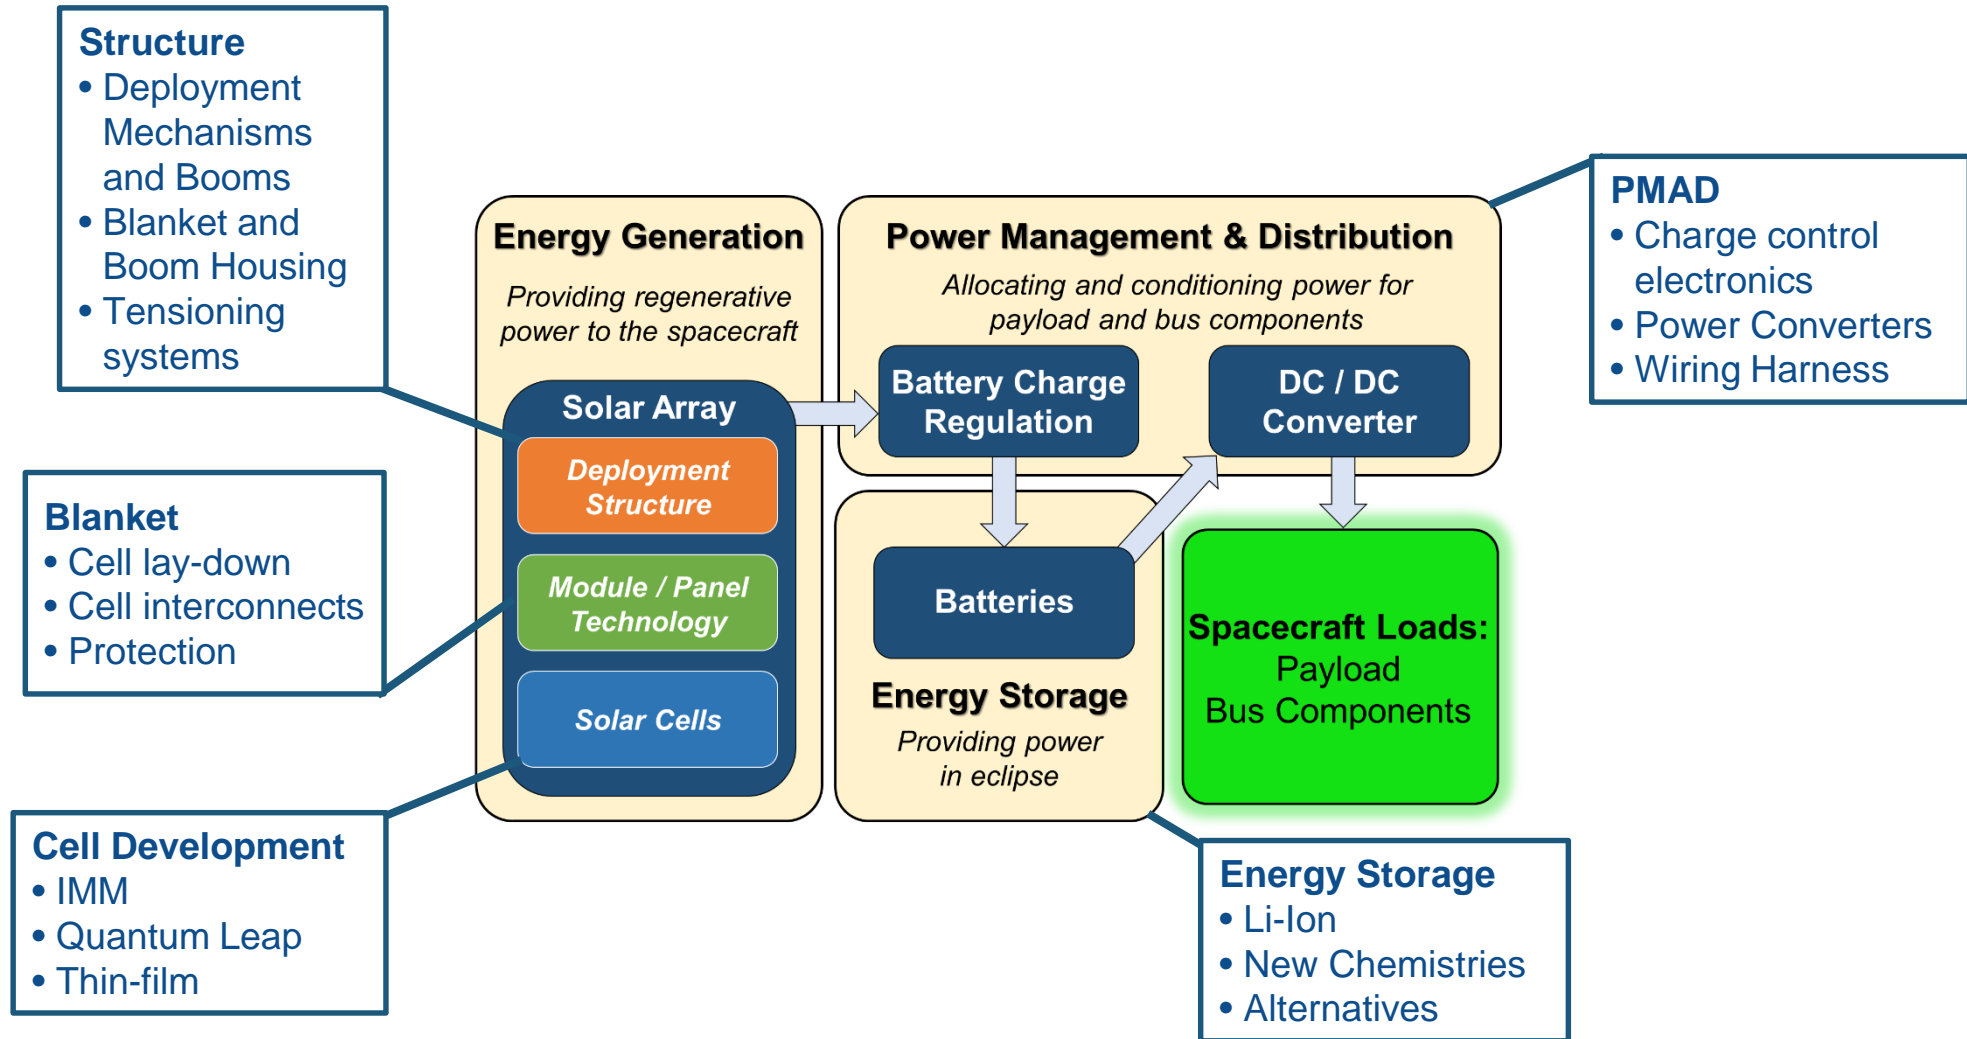 Structure
• Deployment
Mechanisms
and Booms
• Blanket and
Boom Housing
• Tensioning
systems
Blanket
• Cell lay-down
• Cell interconnects
• Protection
Cell Development
• IMM
• Quantum Leap
• Thin-film
Energy Generation
Providing regenerative
power to the spacecraft
Solar Array
Deployment
Structure
Module / Panel
Technology
Solar Cells
Power Management & Distribution
Allocating and conditioning power for
payload and bus components
Battery Charge
Regulation
DC / DC
Converter
Batteries
Energy Storage
Providing power
in eclipse
Spacecraft Loads:
Payload
Bus Components
PMAD
• Charge control
electronics
• Power Converters
• Wiring Harness
Energy Storage
• Li-Ion
• New Chemistries
• Alternatives